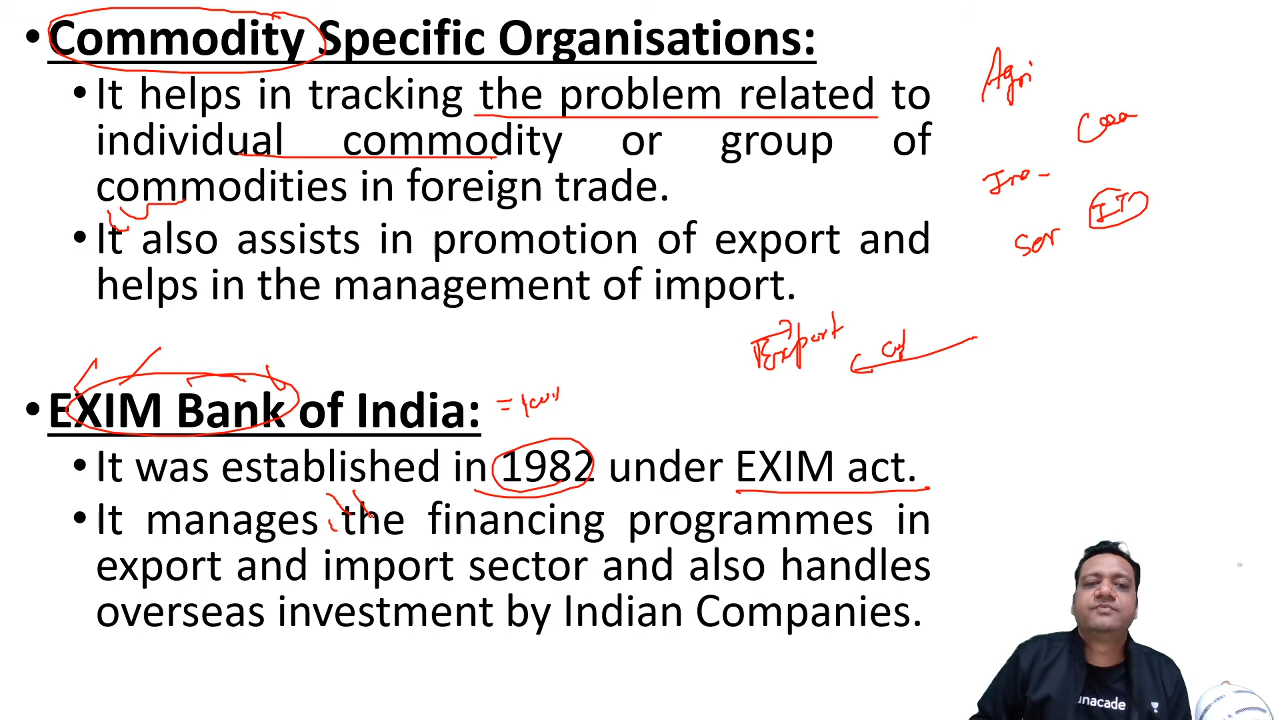 • Commodity Specific Organisations:
• It helps in tracking the problem related to
individual commodity or group of
commodities in foreign trade.
• It also assists in promotion of export and
helps in the management of import.
Agri
Ser
IT
Export
• EXIM Bank of India:
• It was established in 1982 under EXIM act.
• It manages the financing programmes in
export and import sector and also handles
overseas investment by Indian Companies.
unacade